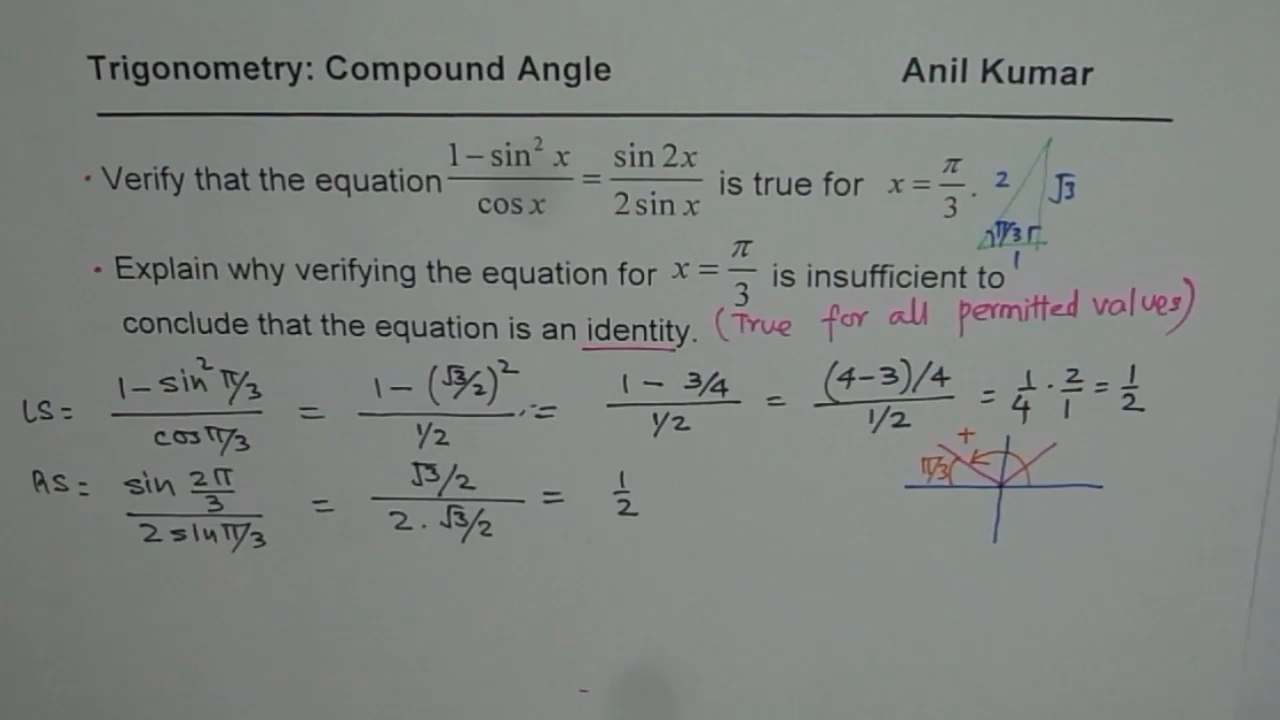 Trigonometry: Compound Angle Anil Kumar
• Verify that the equation (1 – sin² x)/(cos x) = (sin 2x)/(2 sin x) is true for x = π/3. 2 √3 π/3 1
• Explain why verifying the equation for x = π/3 is insufficient to
conclude that the equation is an identity. (True for all permitted values)
LS = (1 – sin² π/3)/(cos π/3) = (1 – (√3/2)²)/(1/2) = (1 – 3/4)/(1/2) = ((4–3)/4)/(1/2) = 1/4 · 2/1 = 1/2
RS = (sin 2π/3)/(2 sin π/3) = (√3/2)/(2 · √3/2) = 1/2
+ π/3